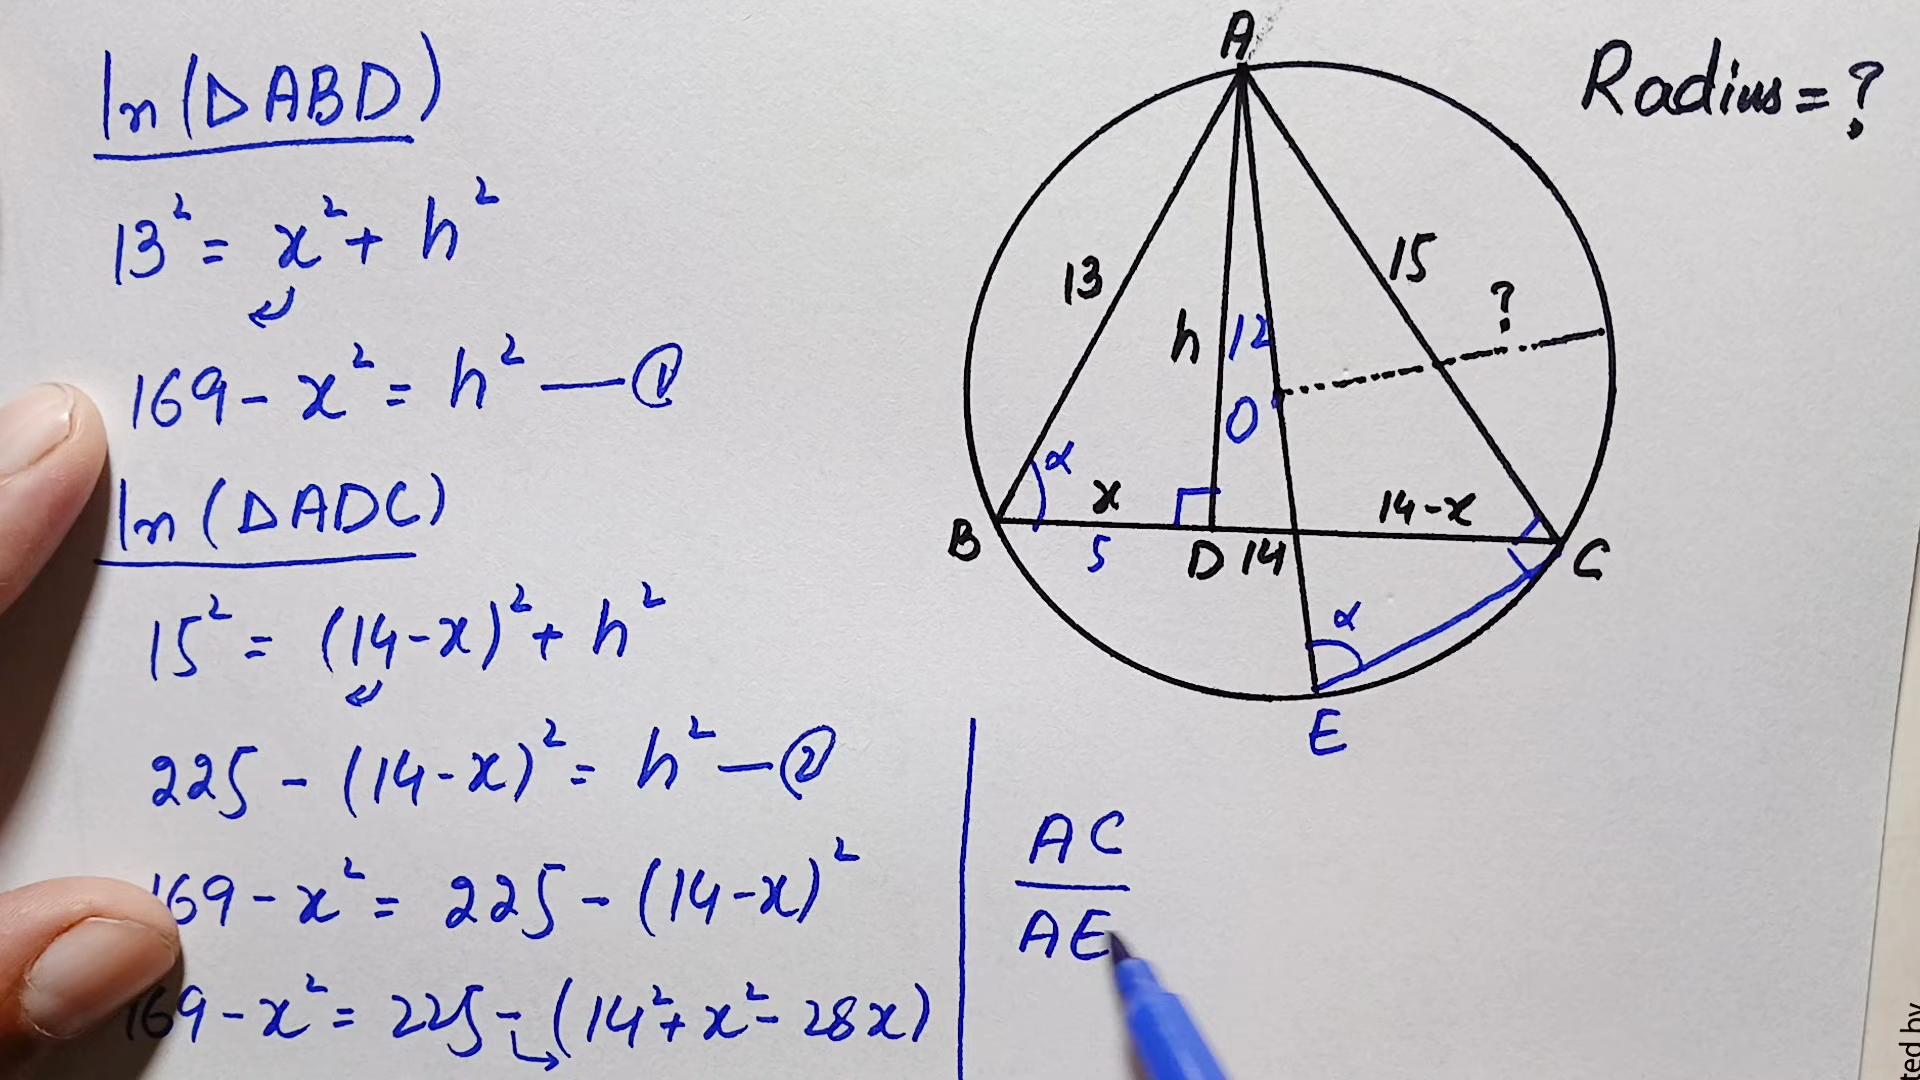 In (ΔABD)
13² = x² + h²
169 - x² = h² — ①
In (ΔADC)
15² = (14-x)² + h²
225 - (14-x)² = h² — ②
169 - x² = 225 - (14-x)²
169 - x² = 225 - (14² + x² - 28x)
Radius = ?
A
13
15
h
12
?
O
α
x
14-x
B
5
D
14
C
α
E
AC
AE